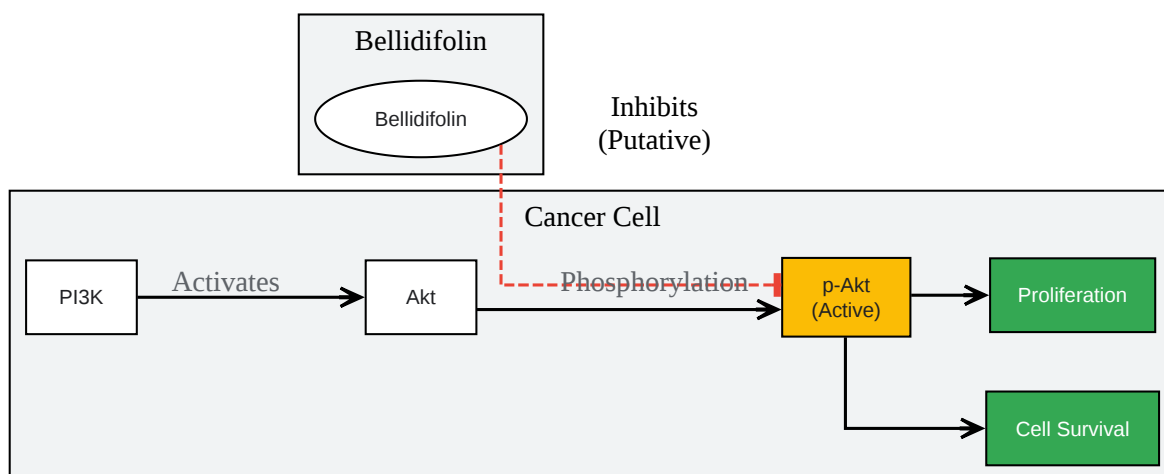 Bellidifolin
Bellidifolin
Inhibits
(Putative)
Cancer Cell
PI3K
Activates
Akt
Phosphorylation
p-Akt
(Active)
Proliferation
Cell Survival